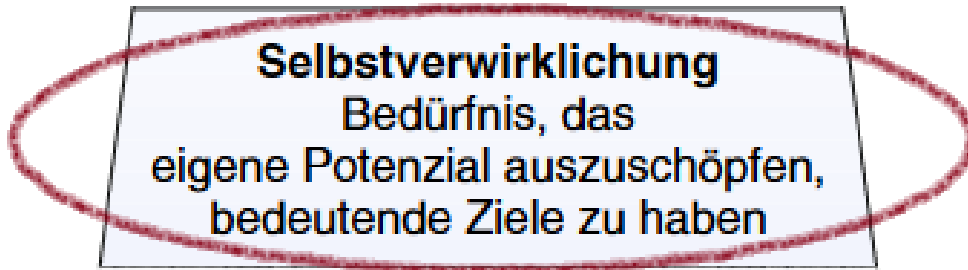 Selbstverwirklichung
Bedürfnis, das
eigene Potenzial auszuschöpfen,
bedeutende Ziele zu haben